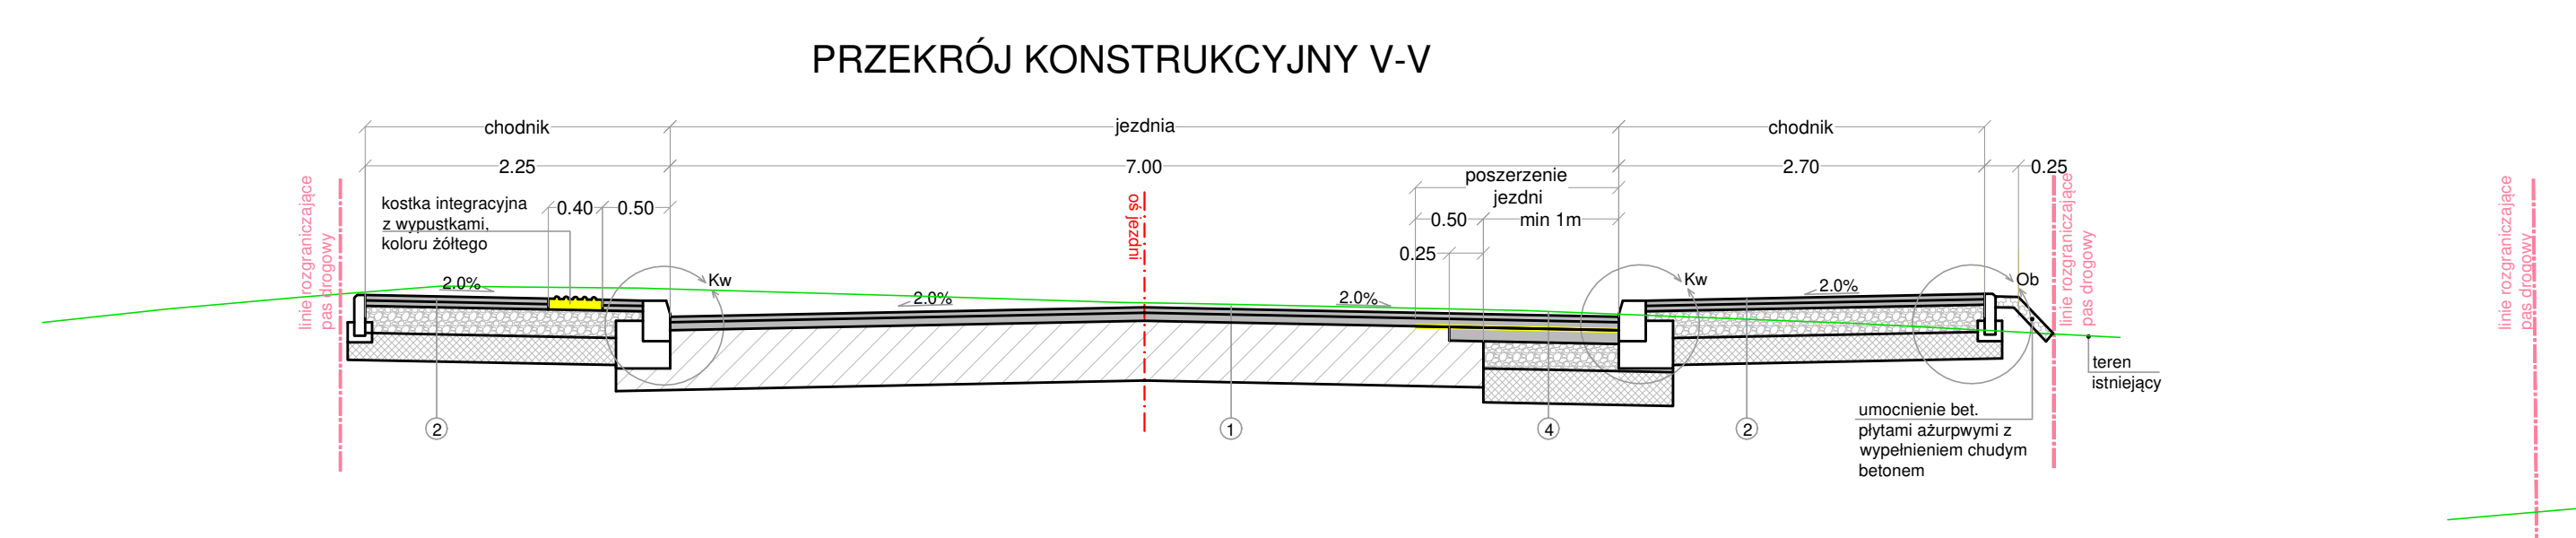 PRZEKRÓJ KONSTRUKCYJNY V-V
chodnik
jezdnia
chodnik
2.25
7.00
2.70
0.25
poszerzenie
jezdni
0.50
min 1m
0.25
kostka integracyjna
z wypustkami,
koloru żółtego
0.40
0.50
linie rozgraniczające
pas drogowy
oś jezdni
linie rozgraniczające
pas drogowy
linie rozgraniczające
pas drogowy
2.0%
Kw
2.0%
2.0%
Kw
2.0%
Ob
teren
istniejący
2
1
4
2
umocnienie bet.
płytami ażurpwymi z
wypełnieniem chudym
betonem